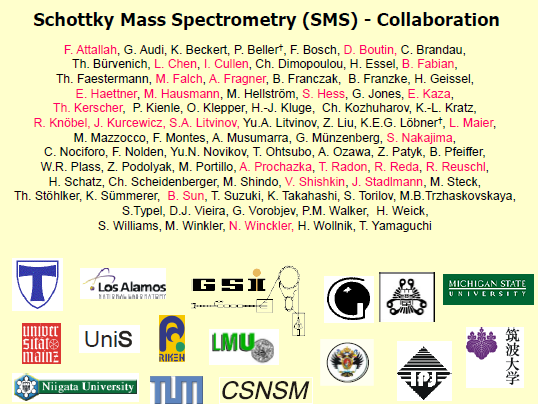 Schottky Mass Spectrometry (SMS) - Collaboration
F. Attallah, G. Audi, K. Beckert, P. Beller†, F. Bosch, D. Boutin, C. Brandau,
Th. Bürvenich, L. Chen, I. Cullen, Ch. Dimopoulou, H. Essel, B. Fabian,
Th. Faestermann, M. Falch, A. Fragner, B. Franczak, B. Franzke, H. Geissel,
E. Haettner, M. Hausmann, M. Hellström, S. Hess, G. Jones, E. Kaza,
Th. Kerscher, P. Kienle, O. Klepper, H.-J. Kluge, Ch. Kozhuharov, K.-L. Kratz,
R. Knöbel, J. Kurcewicz, S.A. Litvinov, Yu.A. Litvinov, Z. Liu, K.E.G. Löbner†, L. Maier,
M. Mazzocco, F. Montes, A. Musumarra, G. Münzenberg, S. Nakajima,
C. Nociforo, F. Nolden, Yu.N. Novikov, T. Ohtsubo, A. Ozawa, Z. Patyk, B. Pfeiffer,
W.R. Plass, Z. Podolyak, M. Portillo, A. Prochazka, T. Radon, R. Reda, R. Reuschl,
H. Schatz, Ch. Scheidenberger, M. Shindo, V. Shishkin, J. Stadlmann, M. Steck,
Th. Stöhlker, K. Sümmerer, B. Sun, T. Suzuki, K. Takahashi, S. Torilov, M.B.Trzhaskovskaya,
S.Typel, D.J. Vieira, G. Vorobjev, P.M. Walker, H. Weick,
S. Williams, M. Winkler, N. Winckler, H. Wollnik, T. Yamaguchi
T
Los Alamos
NATIONAL LABORATORY
GSI
G
MICHIGAN STATE
UNIVERSITY
UNIVER
SITÄT
MAINZ
UniS
RIKEN
LMU
IPJ
筑波大学
Niigata University
TUM
CSNSM